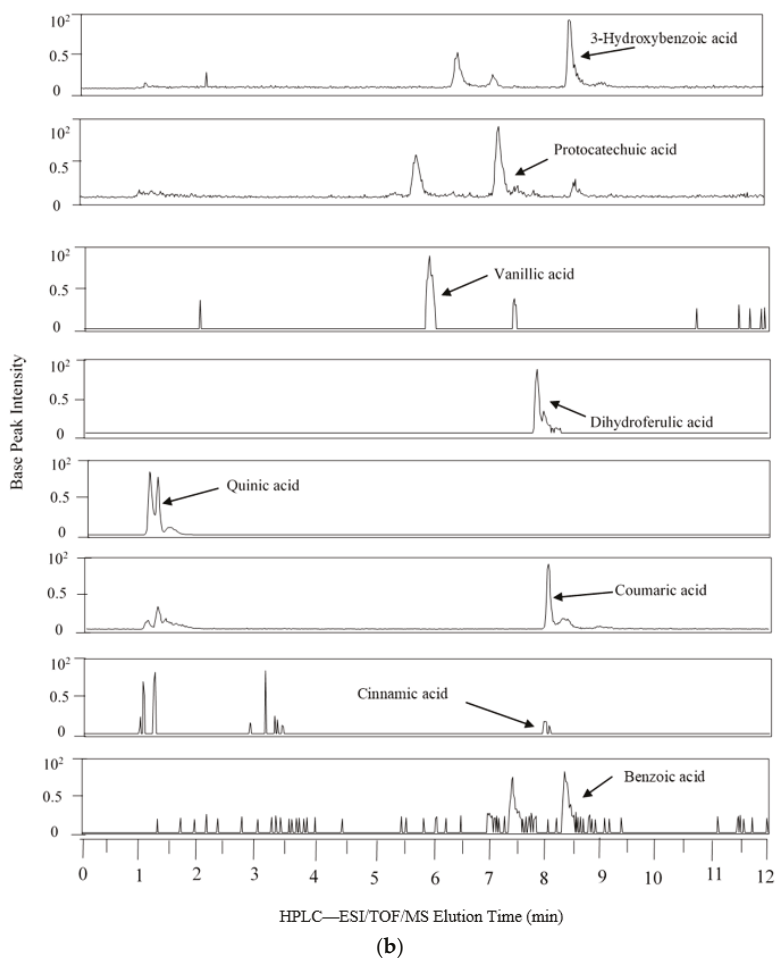 10²
0.5
0
3-Hydroxybenzoic acid
10²
0.5
0
Protocatechuic acid
10²
0.5
0
Vanillic acid
10²
0.5
0
Dihydroferulic acid
10²
0.5
0
Quinic acid
10²
0.5
0
Coumaric acid
10²
0.5
0
Cinnamic acid
10²
0.5
0
Benzoic acid
Base Peak Intensity
0 1 2 3 4 5 6 7 8 9 10 11 12
HPLC—ESI/TOF/MS Elution Time (min)
(b)